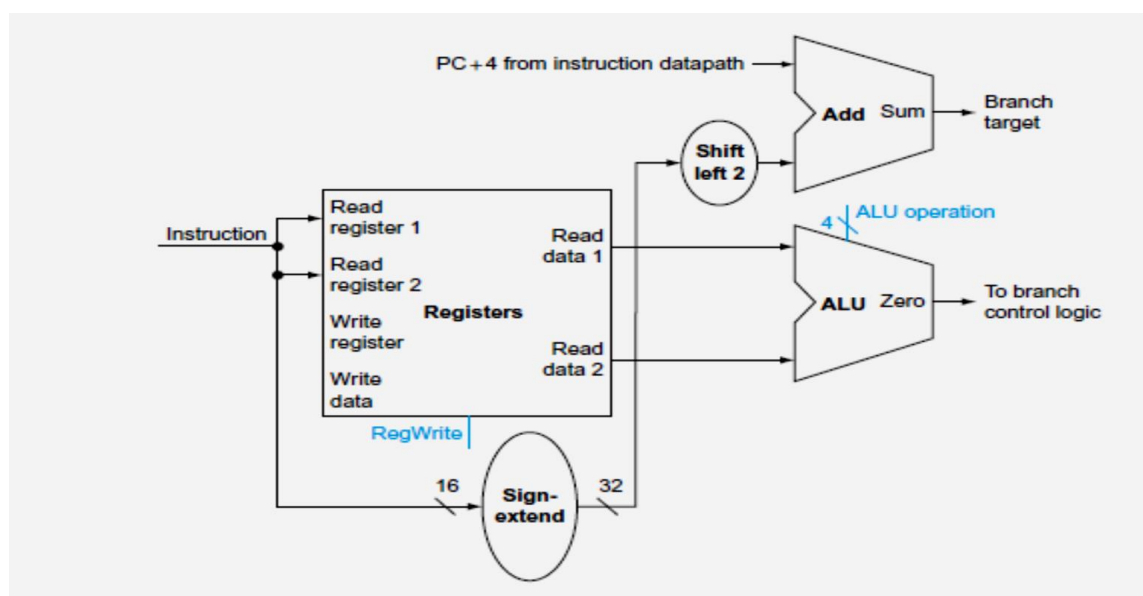 PC + 4 from instruction datapath
Add Sum
Branch
target
Shift
left 2
Instruction
Read
register 1
Read
register 2
Write
register
Write
data
Registers
Read
data 1
Read
data 2
RegWrite
4
ALU operation
ALU Zero
To branch
control logic
16
Sign-
extend
32